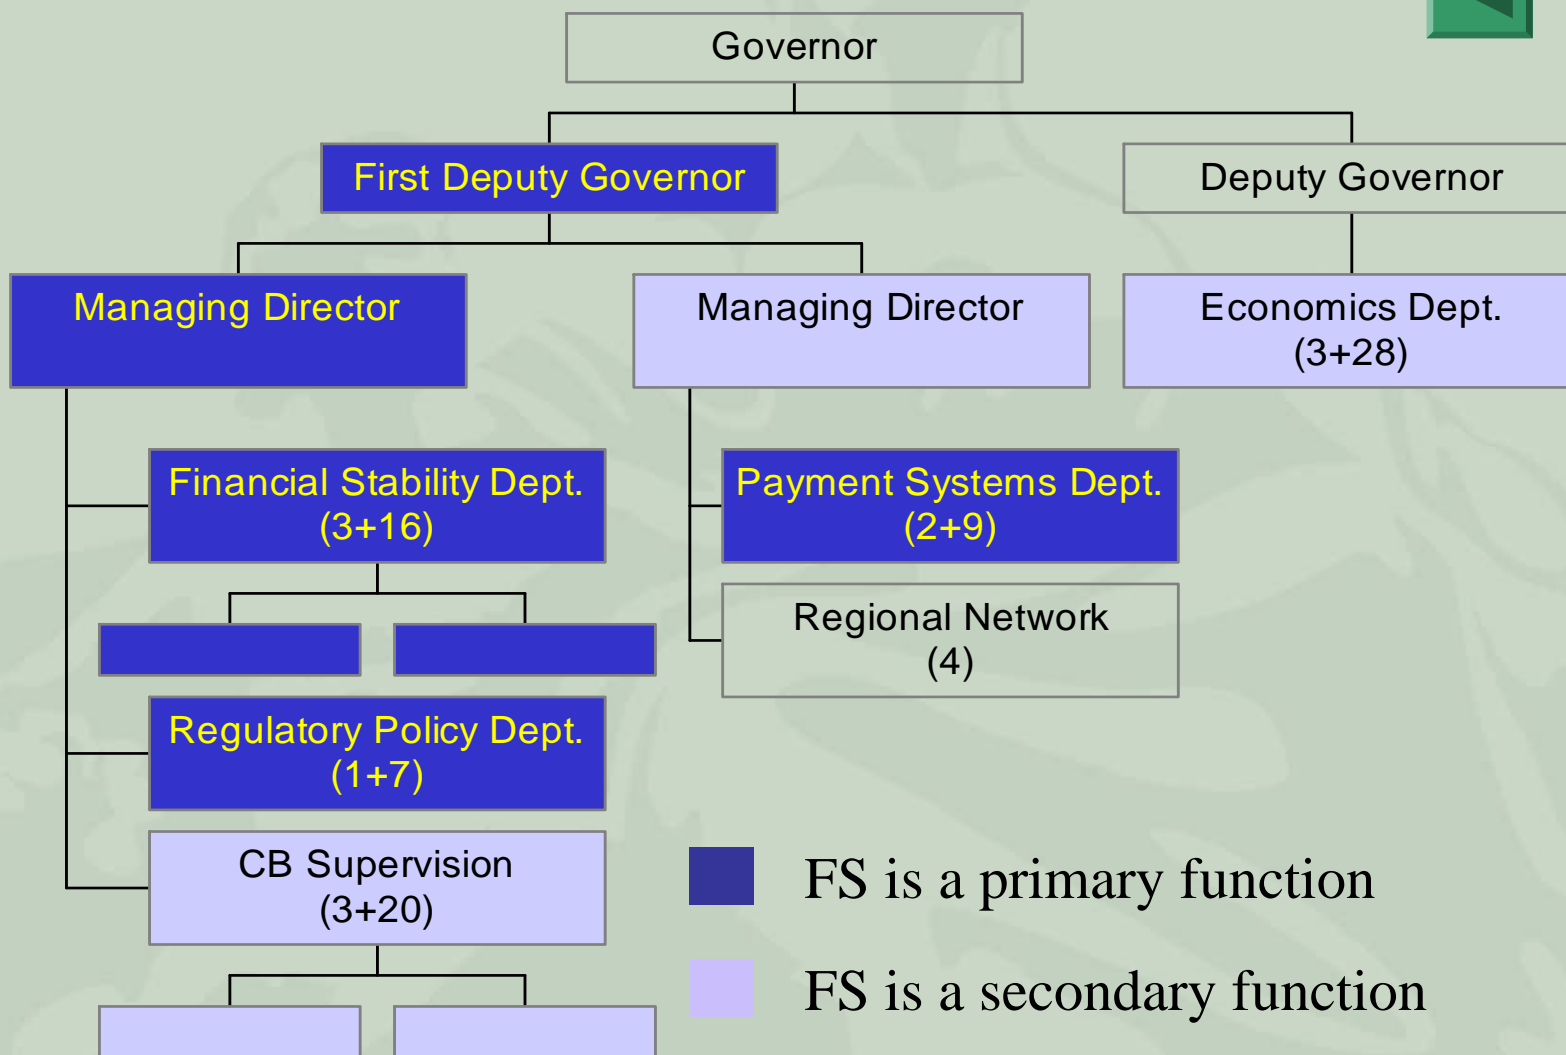 Governor
First Deputy Governor
Deputy Governor
Managing Director
Managing Director
Economics Dept.
(3+28)
Financial Stability Dept.
(3+16)
Payment Systems Dept.
(2+9)
Regional Network
(4)
Regulatory Policy Dept.
(1+7)
CB Supervision
(3+20)
FS is a primary function
FS is a secondary function